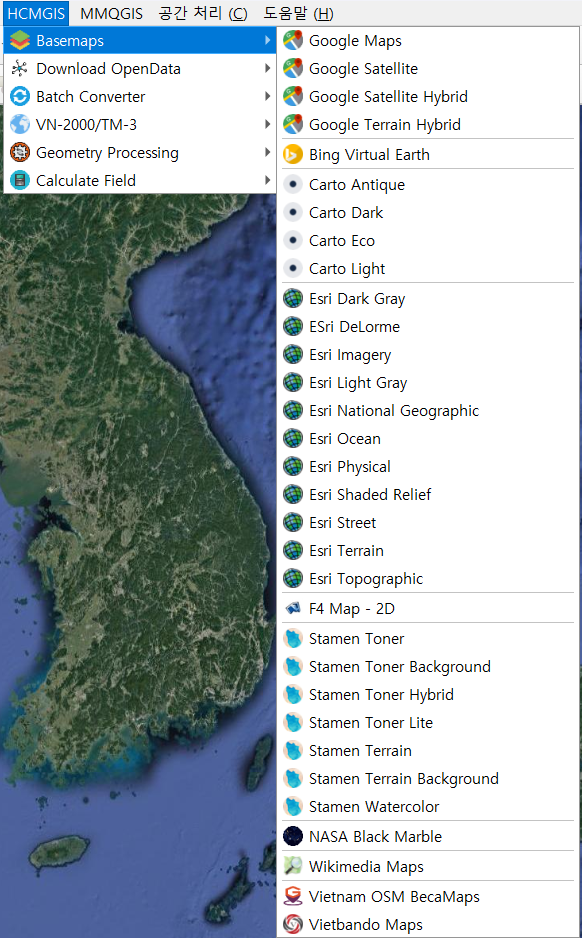 HCMGIS MMQGIS 공간 처리 (C) 도움말 (H)
Basemaps
Download OpenData
Batch Converter
VN-2000/TM-3
Geometry Processing
Calculate Field
Google Maps
Google Satellite
Google Satellite Hybrid
Google Terrain Hybrid
Bing Virtual Earth
Carto Antique
Carto Dark
Carto Eco
Carto Light
Esri Dark Gray
ESri DeLorme
Esri Imagery
Esri Light Gray
Esri National Geographic
Esri Ocean
Esri Physical
Esri Shaded Relief
Esri Street
Esri Terrain
Esri Topographic
F4 Map - 2D
Stamen Toner
Stamen Toner Background
Stamen Toner Hybrid
Stamen Toner Lite
Stamen Terrain
Stamen Terrain Background
Stamen Watercolor
NASA Black Marble
Wikimedia Maps
Vietnam OSM BecaMaps
Vietbando Maps